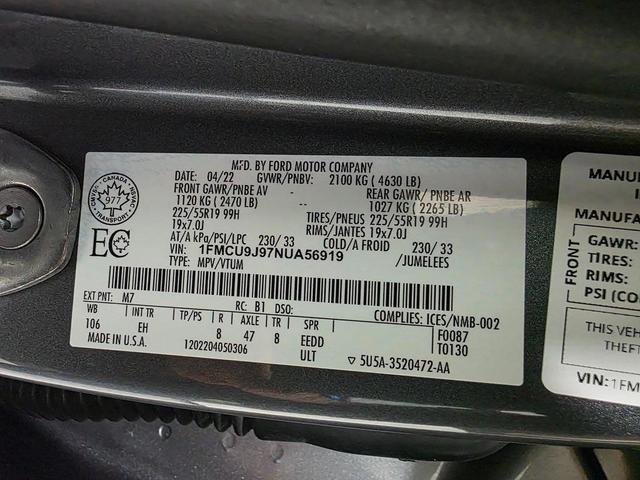 MFD. BY FORD MOTOR COMPANY
DATE: 04/22 GVWR/PNBV: 2100 KG ( 4630 LB)
FRONT GAWR/PNBE AV REAR GAWR/ PNBE AR
1120 KG ( 2470 LB) -- 1027 KG ( 2265 LB)
225/55R19 99H TIRES/PNEUS 225/55R19 99H
19x7.0J RIMS/JANTES 19x7.0J
AT/A kPa/PSI/LPC 230/ 33 COLD/A FROID 230/ 33
VIN: 1FMCU9J97NUA56919 /JUMELEES
TYPE: MPV/VTUM
CANADA
977
TRANSPORT
EC
EXT PNT: M7 RC: B1 DSO: COMPLIES: ICES/NMB-002
WB INT TR TP/PS R AXLE TR SPR F0087
106 EH 8 47 8 EEDD T0130
MADE IN U.S.A. 1202204050306 ULT ▽ 5U5A-3520472-AA
MANU
MANUFA
FRONT
GAWR:
TIRES:
RIMS:
PSI (CO
THIS VEH
THEFT
VIN: 1FM